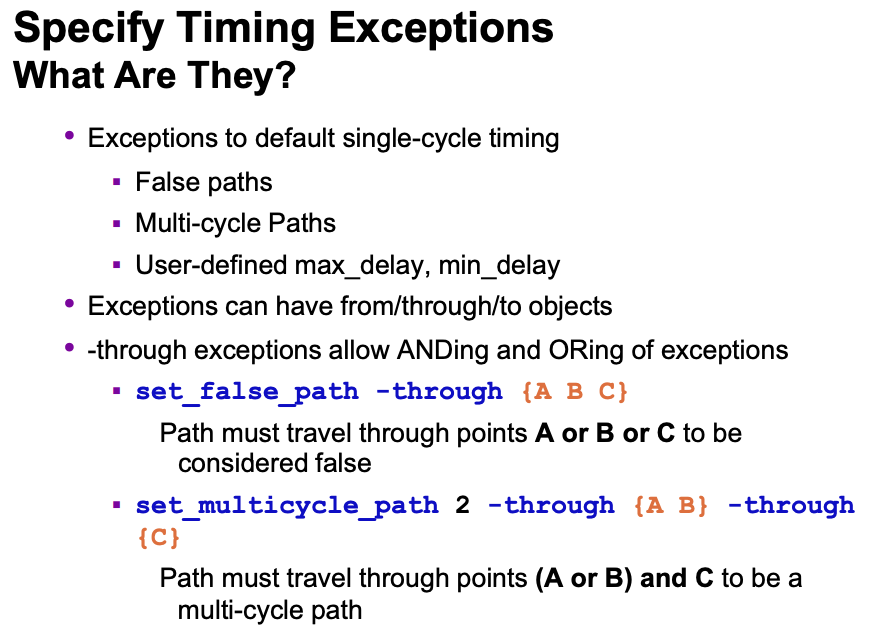 Specify Timing Exceptions
What Are They?
• Exceptions to default single-cycle timing
▪ False paths
▪ Multi-cycle Paths
▪ User-defined max_delay, min_delay
• Exceptions can have from/through/to objects
• -through exceptions allow ANDing and ORing of exceptions
▪ set_false_path -through {A B C}
Path must travel through points A or B or C to be
considered false
▪ set_multicycle_path 2 -through {A B} -through
{C}
Path must travel through points (A or B) and C to be a
multi-cycle path